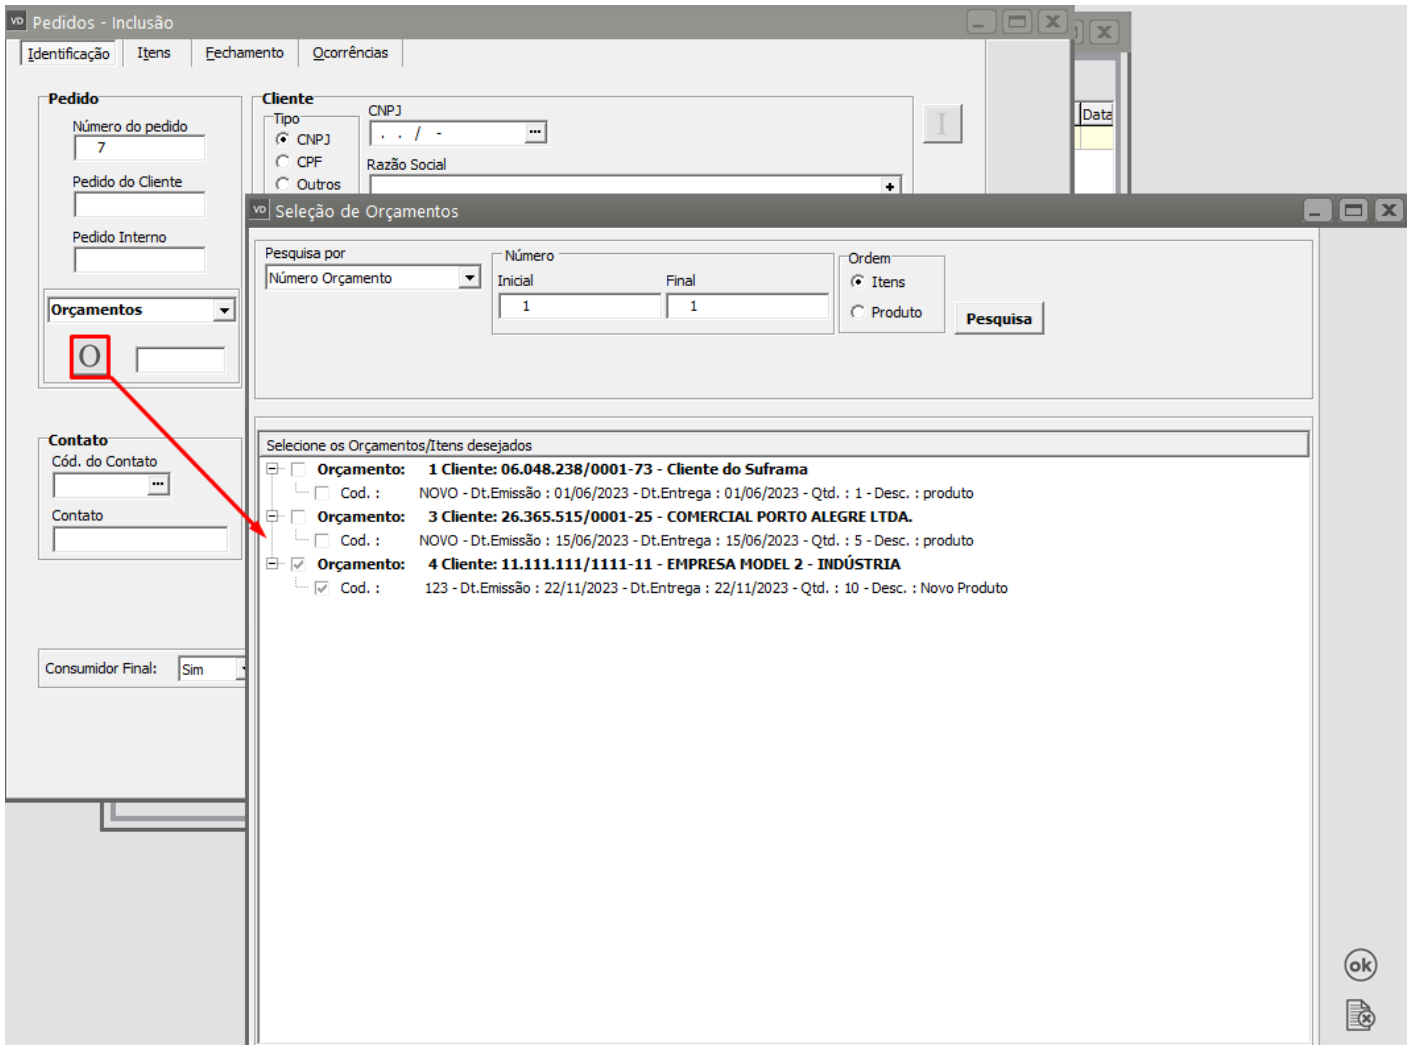 VD Pedidos - Inclusão
Identificação Itens Fechamento Ocorrências
Pedido
Número do pedido
7
Pedido do Cliente
Pedido Interno
Orçamentos
O
Contato
Cód. do Contato
...
Contato
Consumidor Final: Sim
Cliente
Tipo
CNPJ
CPF
Outros
CNPJ
. . / - ...
Razão Social
+
I
Data
VD Seleção de Orçamentos
Pesquisa por
Número Orçamento
Número
Inicial Final
1 1
Ordem
Itens
Produto
Pesquisa
Selecione os Orçamentos/Itens desejados
Orçamento: 1 Cliente: 06.048.238/0001-73 - Cliente do Suframa
Cod. : NOVO - Dt.Emissão : 01/06/2023 - Dt.Entrega : 01/06/2023 - Qtd. : 1 - Desc. : produto
Orçamento: 3 Cliente: 26.365.515/0001-25 - COMERCIAL PORTO ALEGRE LTDA.
Cod. : NOVO - Dt.Emissão : 15/06/2023 - Dt.Entrega : 15/06/2023 - Qtd. : 5 - Desc. : produto
Orçamento: 4 Cliente: 11.111.111/1111-11 - EMPRESA MODEL 2 - INDÚSTRIA
Cod. : 123 - Dt.Emissão : 22/11/2023 - Dt.Entrega : 22/11/2023 - Qtd. : 10 - Desc. : Novo Produto
ok